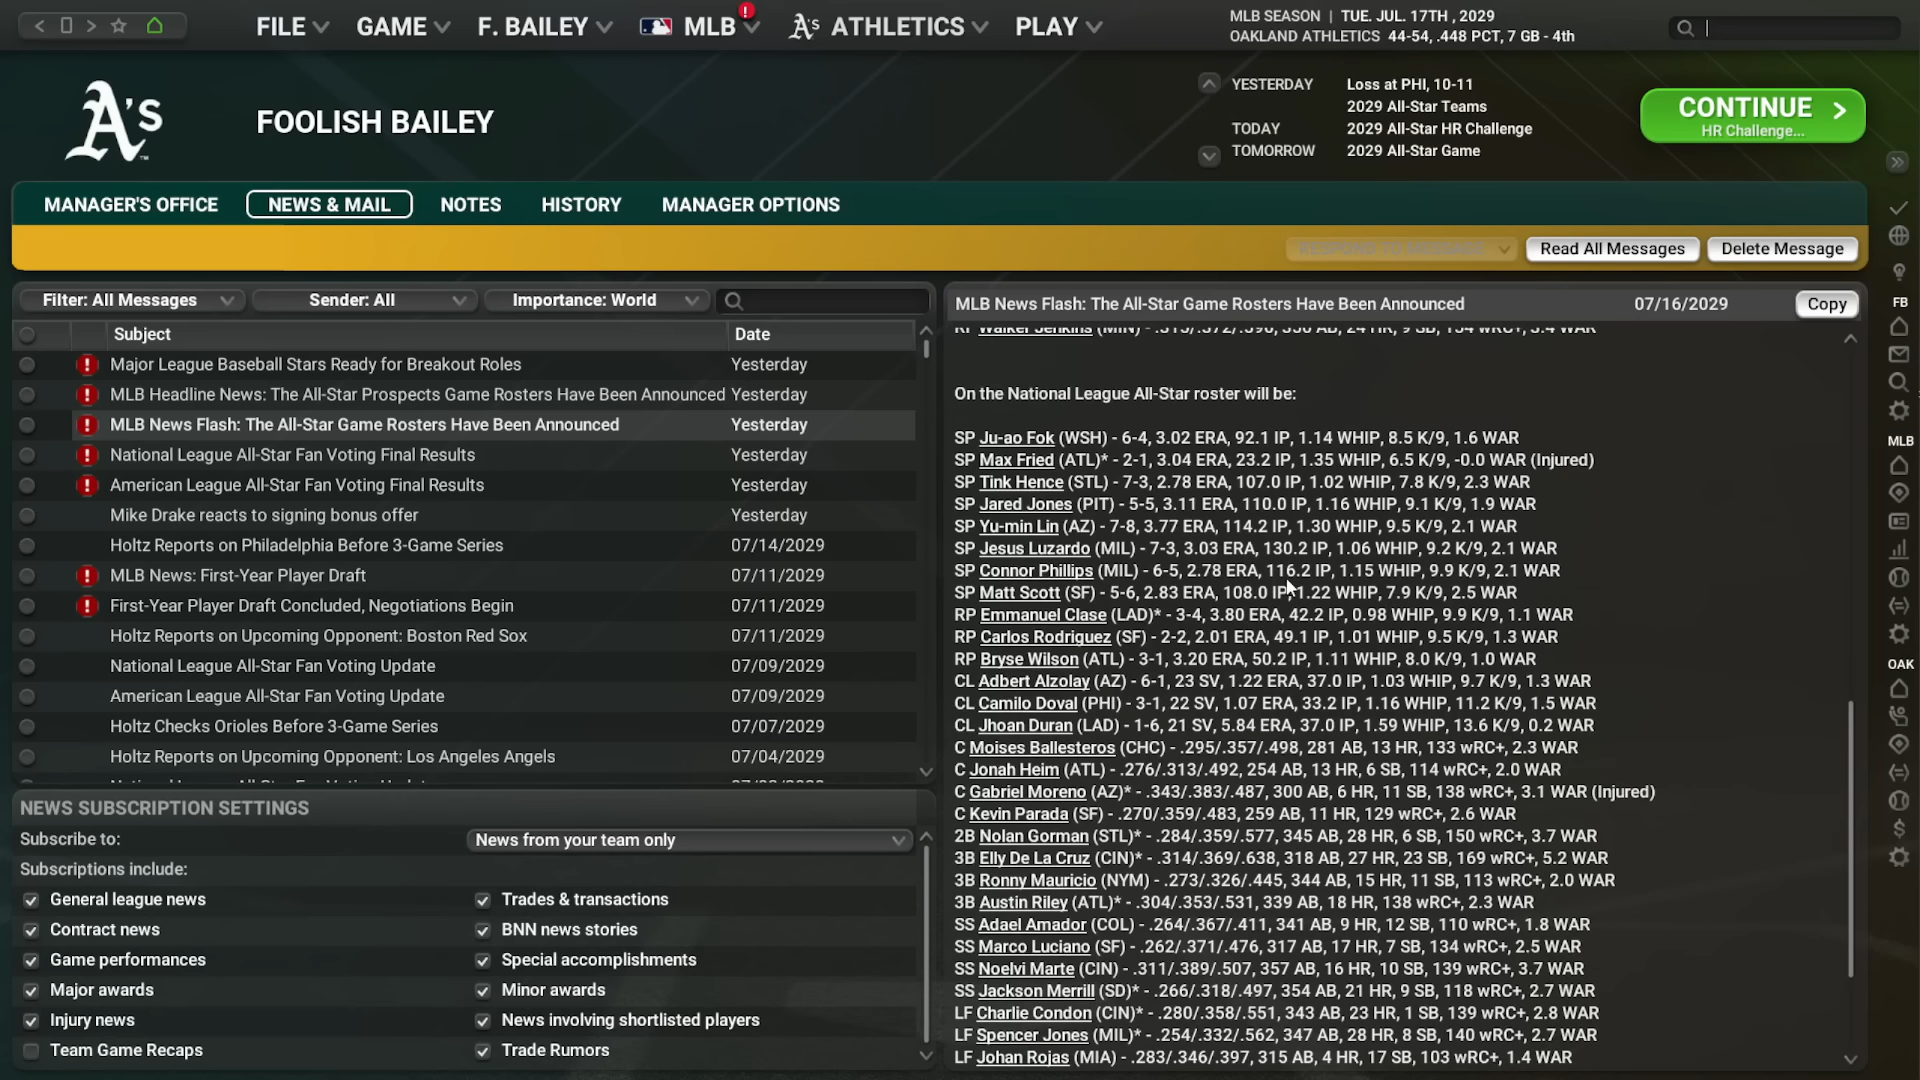 FILE
GAME
F. BAILEY
MLB
A's ATHLETICS
PLAY
MLB SEASON | TUE. JUL. 17TH , 2029
OAKLAND ATHLETICS 44-54, .448 PCT, 7 GB - 4th
A's
FOOLISH BAILEY
YESTERDAY Loss at PHI, 10-11
2029 All-Star Teams
TODAY 2029 All-Star HR Challenge
TOMORROW 2029 All-Star Game
CONTINUE
HR Challenge...
MANAGER'S OFFICE
NEWS & MAIL
NOTES
HISTORY
MANAGER OPTIONS
RESPOND TO MESSAGE
Read All Messages
Delete Message
Filter: All Messages
Sender: All
Importance: World
Subject Date
Major League Baseball Stars Ready for Breakout Roles Yesterday
MLB Headline News: The All-Star Prospects Game Rosters Have Been Announced Yesterday
MLB News Flash: The All-Star Game Rosters Have Been Announced Yesterday
National League All-Star Fan Voting Final Results Yesterday
American League All-Star Fan Voting Final Results Yesterday
Mike Drake reacts to signing bonus offer Yesterday
Holtz Reports on Philadelphia Before 3-Game Series 07/14/2029
MLB News: First-Year Player Draft 07/11/2029
First-Year Player Draft Concluded, Negotiations Begin 07/11/2029
Holtz Reports on Upcoming Opponent: Boston Red Sox 07/11/2029
National League All-Star Fan Voting Update 07/09/2029
American League All-Star Fan Voting Update 07/09/2029
Holtz Checks Orioles Before 3-Game Series 07/07/2029
Holtz Reports on Upcoming Opponent: Los Angeles Angels 07/04/2029
NEWS SUBSCRIPTION SETTINGS
Subscribe to: News from your team only
Subscriptions include:
General league news
Trades & transactions
Contract news
BNN news stories
Game performances
Special accomplishments
Major awards
Minor awards
Injury news
News involving shortlisted players
Team Game Recaps
Trade Rumors
MLB News Flash: The All-Star Game Rosters Have Been Announced 07/16/2029
Copy
Walker Jenkins (MIN)
On the National League All-Star roster will be:
SP Ju-ao Fok (WSH) - 6-4, 3.02 ERA, 92.1 IP, 1.14 WHIP, 8.5 K/9, 1.6 WAR
SP Max Fried (ATL)* - 2-1, 3.04 ERA, 23.2 IP, 1.35 WHIP, 6.5 K/9, -0.0 WAR (Injured)
SP Tink Hence (STL) - 7-3, 2.78 ERA, 107.0 IP, 1.02 WHIP, 7.8 K/9, 2.3 WAR
SP Jared Jones (PIT) - 5-5, 3.11 ERA, 110.0 IP, 1.16 WHIP, 9.1 K/9, 1.9 WAR
SP Yu-min Lin (AZ) - 7-8, 3.77 ERA, 114.2 IP, 1.30 WHIP, 9.5 K/9, 2.1 WAR
SP Jesus Luzardo (MIL) - 7-3, 3.03 ERA, 130.2 IP, 1.06 WHIP, 9.2 K/9, 2.1 WAR
SP Connor Phillips (MIL) - 6-5, 2.78 ERA, 116.2 IP, 1.15 WHIP, 9.9 K/9, 2.1 WAR
SP Matt Scott (SF) - 5-6, 2.83 ERA, 108.0 IP, 1.22 WHIP, 7.9 K/9, 2.5 WAR
RP Emmanuel Clase (LAD)* - 3-4, 3.80 ERA, 42.2 IP, 0.98 WHIP, 9.9 K/9, 1.1 WAR
RP Carlos Rodriguez (SF) - 2-2, 2.01 ERA, 49.1 IP, 1.01 WHIP, 9.5 K/9, 1.3 WAR
RP Bryse Wilson (ATL) - 3-1, 3.20 ERA, 50.2 IP, 1.11 WHIP, 8.0 K/9, 1.0 WAR
CL Adbert Alzolay (AZ) - 6-1, 23 SV, 1.22 ERA, 37.0 IP, 1.03 WHIP, 9.7 K/9, 1.3 WAR
CL Camilo Doval (PHI) - 3-1, 22 SV, 1.07 ERA, 33.2 IP, 1.16 WHIP, 11.2 K/9, 1.5 WAR
CL Jhoan Duran (LAD) - 1-6, 21 SV, 5.84 ERA, 37.0 IP, 1.59 WHIP, 13.6 K/9, 0.2 WAR
C Moises Ballesteros (CHC) - .295/.357/.498, 281 AB, 13 HR, 133 wRC+, 2.3 WAR
C Jonah Heim (ATL) - .276/.313/.492, 254 AB, 13 HR, 6 SB, 114 wRC+, 2.0 WAR
C Gabriel Moreno (AZ)* - .343/.383/.487, 300 AB, 6 HR, 11 SB, 138 wRC+, 3.1 WAR (Injured)
C Kevin Parada (SF) - .270/.359/.483, 259 AB, 11 HR, 129 wRC+, 2.6 WAR
2B Nolan Gorman (STL)* - .284/.359/.577, 345 AB, 28 HR, 6 SB, 150 wRC+, 3.7 WAR
3B Elly De La Cruz (CIN)* - .314/.369/.638, 318 AB, 27 HR, 23 SB, 169 wRC+, 5.2 WAR
3B Ronny Mauricio (NYM) - .273/.326/.445, 344 AB, 15 HR, 11 SB, 113 wRC+, 2.0 WAR
3B Austin Riley (ATL)* - .304/.353/.531, 339 AB, 18 HR, 138 wRC+, 2.3 WAR
SS Adael Amador (COL) - .264/.367/.411, 341 AB, 9 HR, 12 SB, 110 wRC+, 1.8 WAR
SS Marco Luciano (SF) - .262/.371/.476, 317 AB, 17 HR, 7 SB, 134 wRC+, 2.5 WAR
SS Noelvi Marte (CIN) - .311/.389/.507, 357 AB, 16 HR, 10 SB, 139 wRC+, 3.7 WAR
SS Jackson Merrill (SD)* - .266/.318/.497, 354 AB, 21 HR, 9 SB, 118 wRC+, 2.7 WAR
LF Charlie Condon (CIN)* - .280/.358/.551, 343 AB, 23 HR, 1 SB, 139 wRC+, 2.8 WAR
LF Spencer Jones (MIL)* - .254/.332/.562, 347 AB, 28 HR, 8 SB, 140 wRC+, 2.7 WAR
LF Johan Rojas (MIA) - .283/.346/.397, 315 AB, 4 HR, 17 SB, 103 wRC+, 1.4 WAR
FB
MLB
OAK